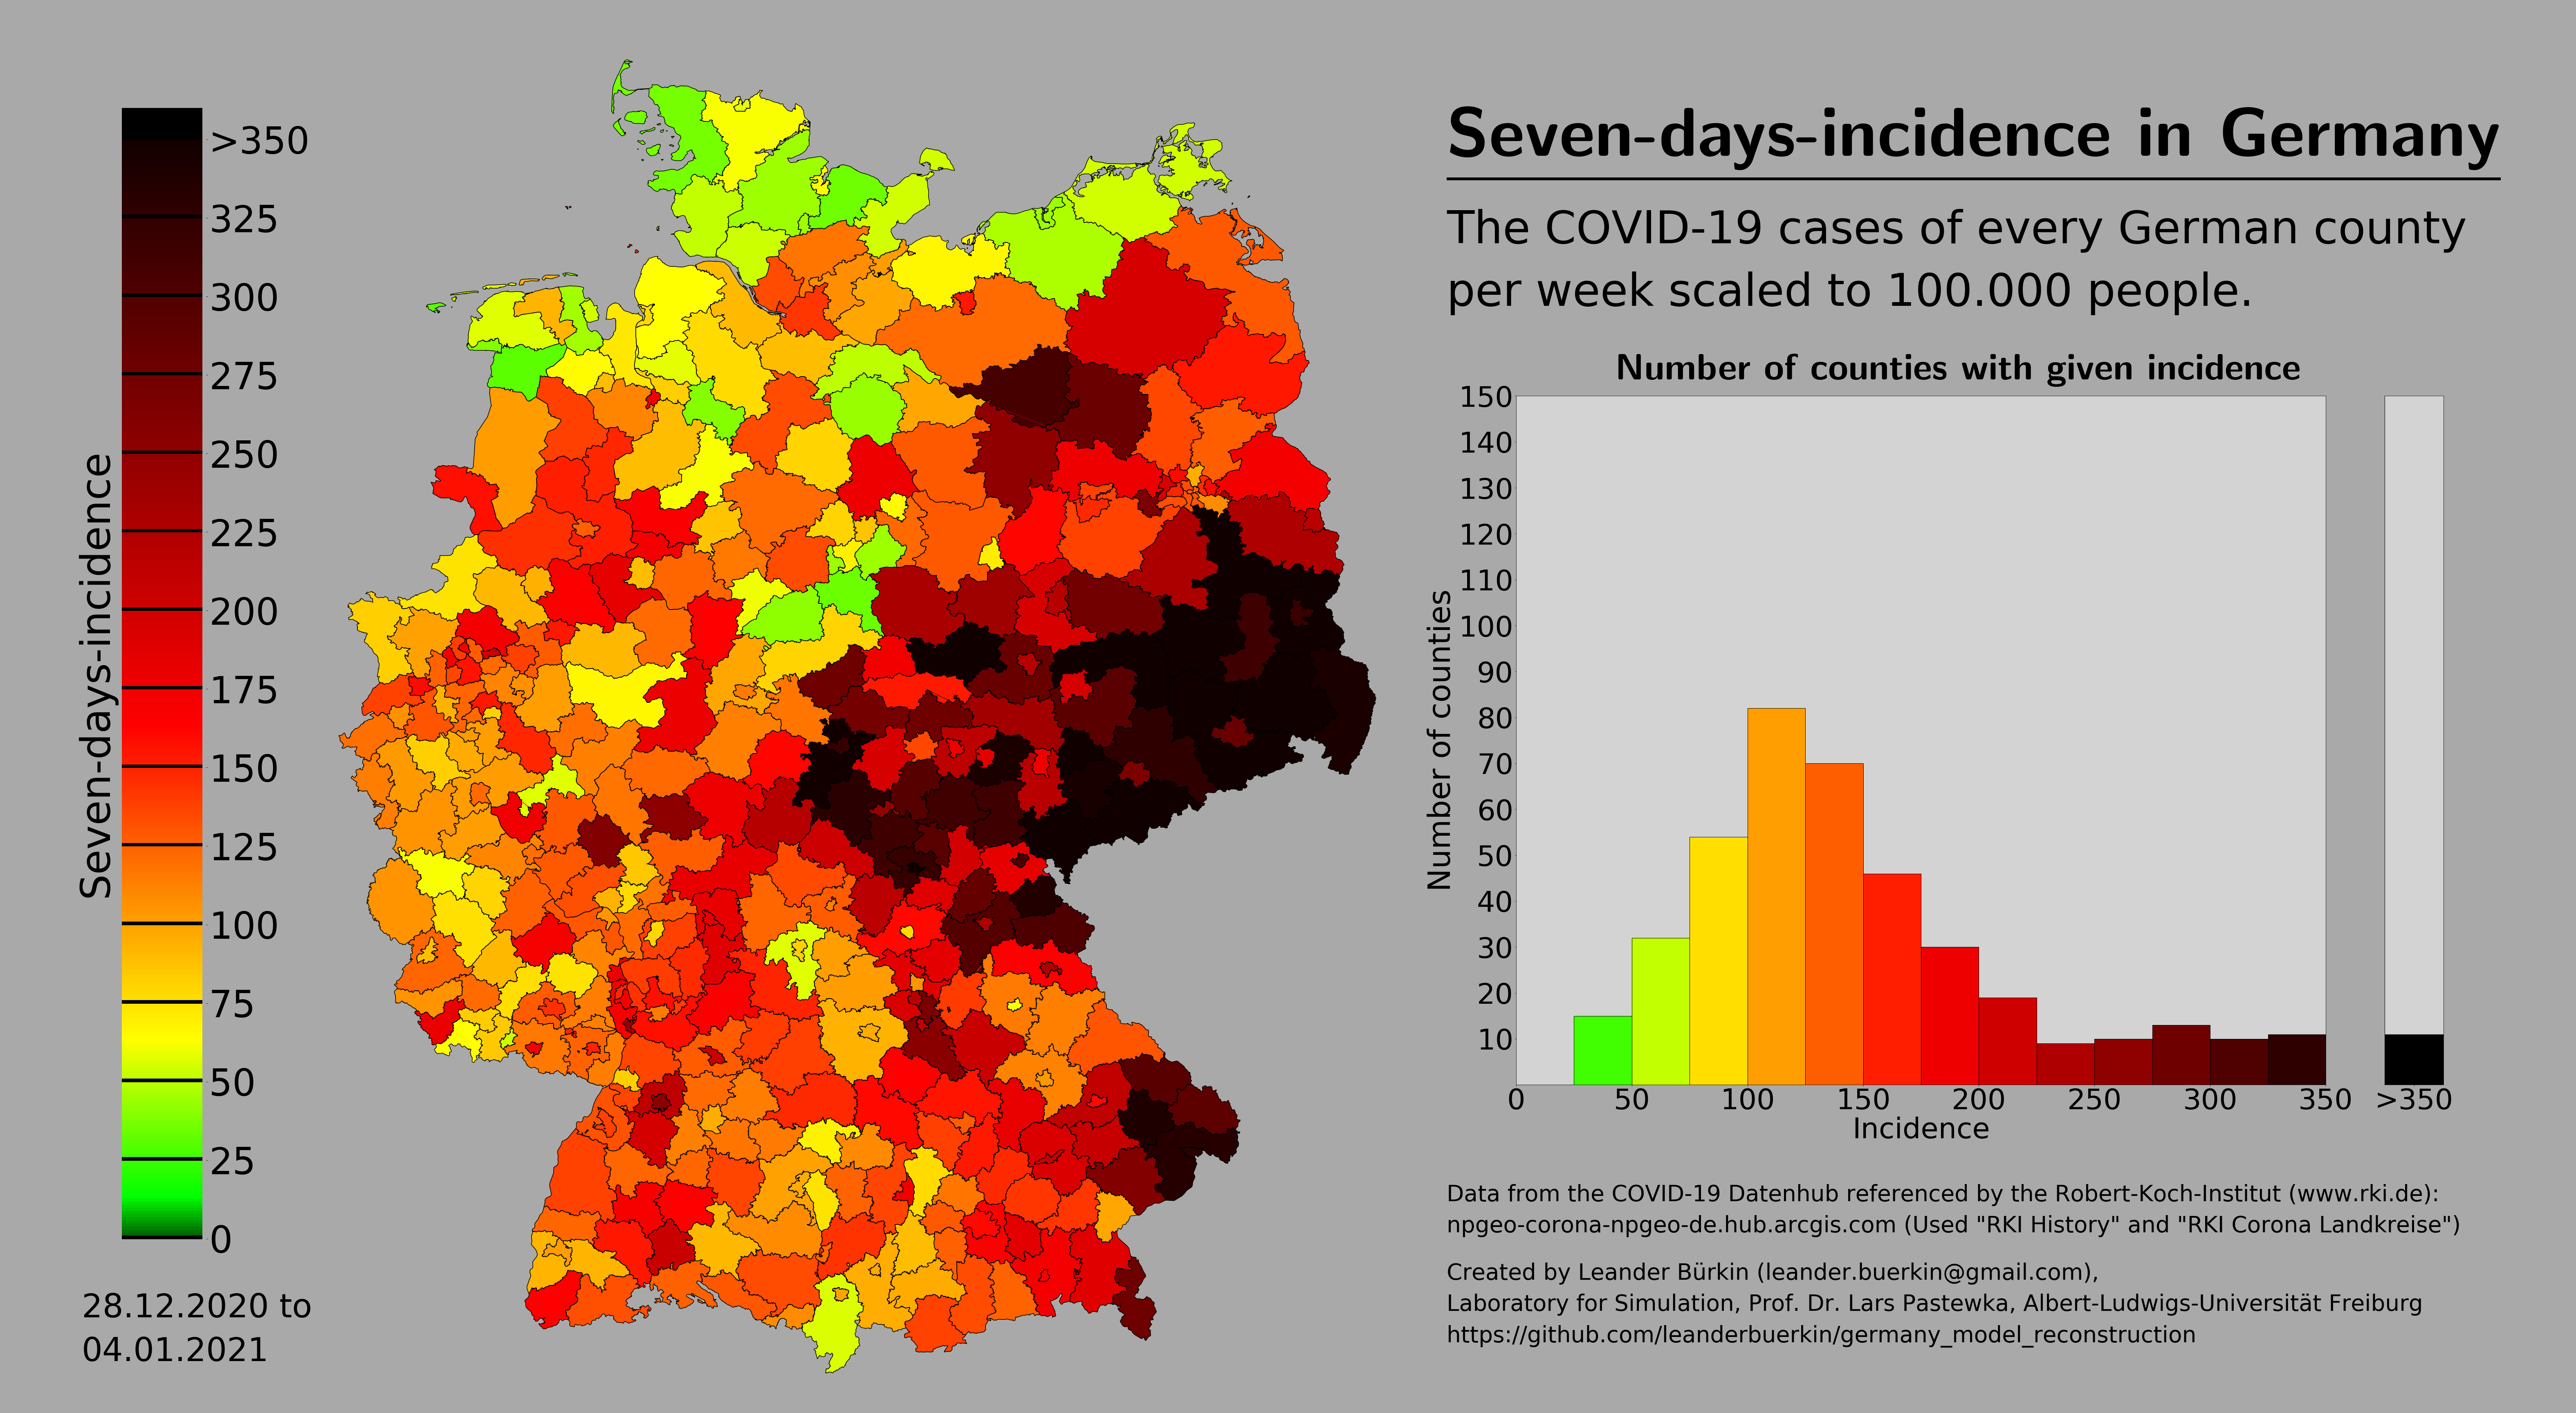 Seven-days-incidence in Germany
The COVID-19 cases of every German county
per week scaled to 100.000 people.
Seven-days-incidence
>350
325
300
275
250
225
200
175
150
125
100
75
50
25
0
28.12.2020 to
04.01.2021
Number of counties with given incidence
Number of counties
150
140
130
120
110
100
90
80
70
60
50
40
30
20
10
0 50 100 150 200 250 300 350 >350
Incidence
Data from the COVID-19 Datenhub referenced by the Robert-Koch-Institut (www.rki.de):
npgeo-corona-npgeo-de.hub.arcgis.com (Used "RKI History" and "RKI Corona Landkreise")
Created by Leander Bürkin (leander.buerkin@gmail.com),
Laboratory for Simulation, Prof. Dr. Lars Pastewka, Albert-Ludwigs-Universität Freiburg
https://github.com/leanderbuerkin/germany_model_reconstruction